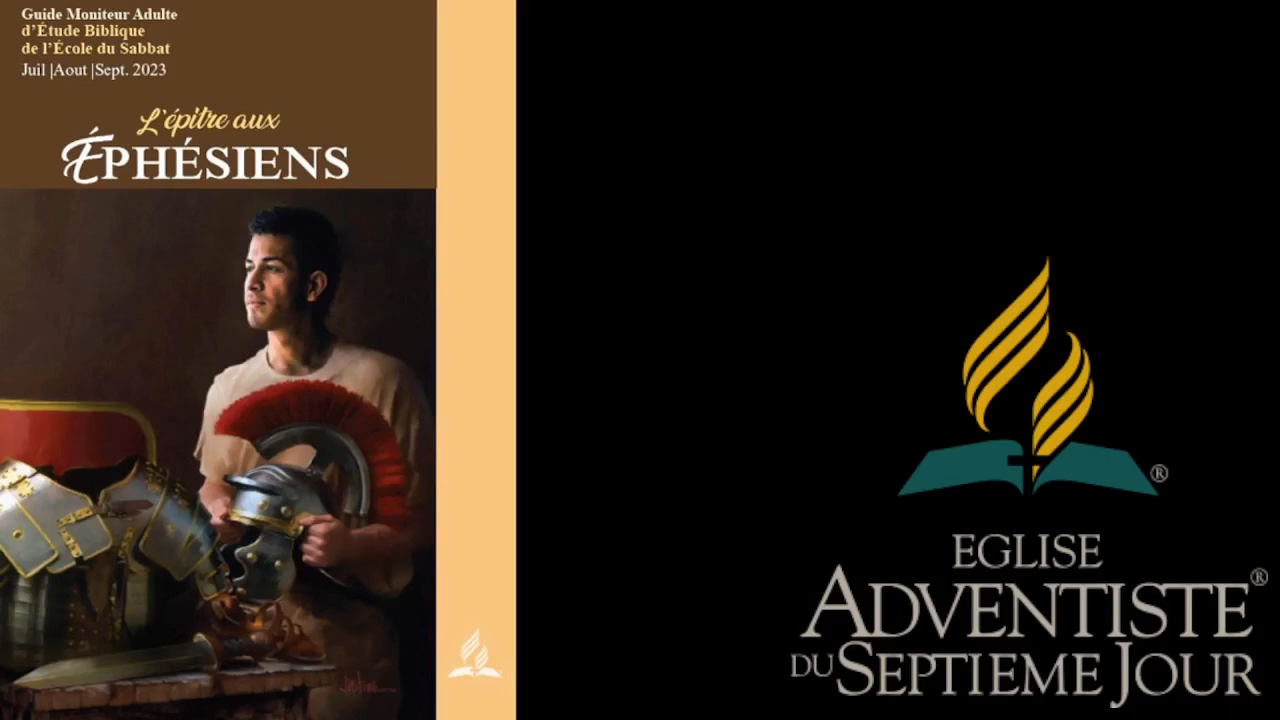 Guide Moniteur Adulte
d'Étude Biblique
de l'École du Sabbat
Juil |Aout |Sept. 2023
L'épitre aux
ÉPHÉSIENS
®
EGLISE
ADVENTISTE®
DU SEPTIEME JOUR